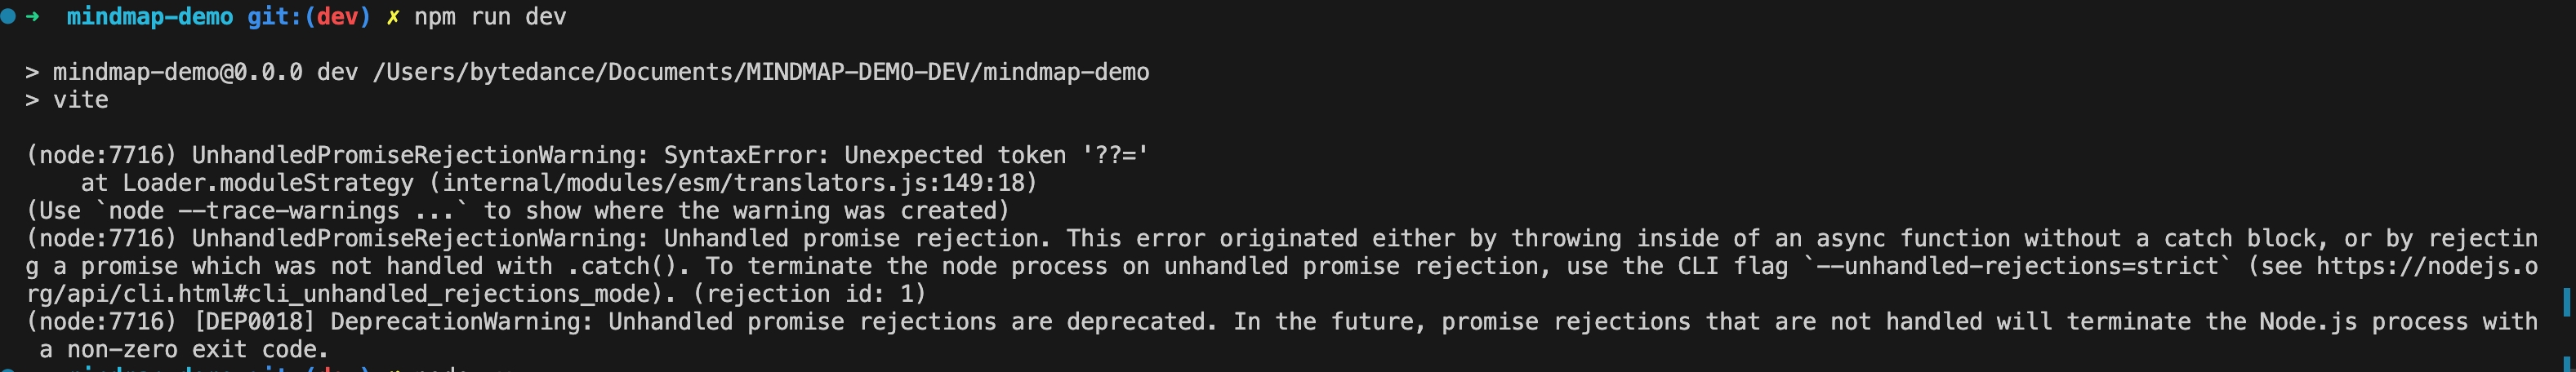 ➜ mindmap-demo git:(dev) ✗ npm run dev
> mindmap-demo@0.0.0 dev /Users/bytedance/Documents/MINDMAP-DEMO-DEV/mindmap-demo
> vite
(node:7716) UnhandledPromiseRejectionWarning: SyntaxError: Unexpected token '??='
    at Loader.moduleStrategy (internal/modules/esm/translators.js:149:18)
(Use `node --trace-warnings ...` to show where the warning was created)
(node:7716) UnhandledPromiseRejectionWarning: Unhandled promise rejection. This error originated either by throwing inside of an async function without a catch block, or by rejectin
g a promise which was not handled with .catch(). To terminate the node process on unhandled promise rejection, use the CLI flag `--unhandled-rejections=strict` (see https://nodejs.o
rg/api/cli.html#cli_unhandled_rejections_mode). (rejection id: 1)
(node:7716) [DEP0018] DeprecationWarning: Unhandled promise rejections are deprecated. In the future, promise rejections that are not handled will terminate the Node.js process with
 a non-zero exit code.